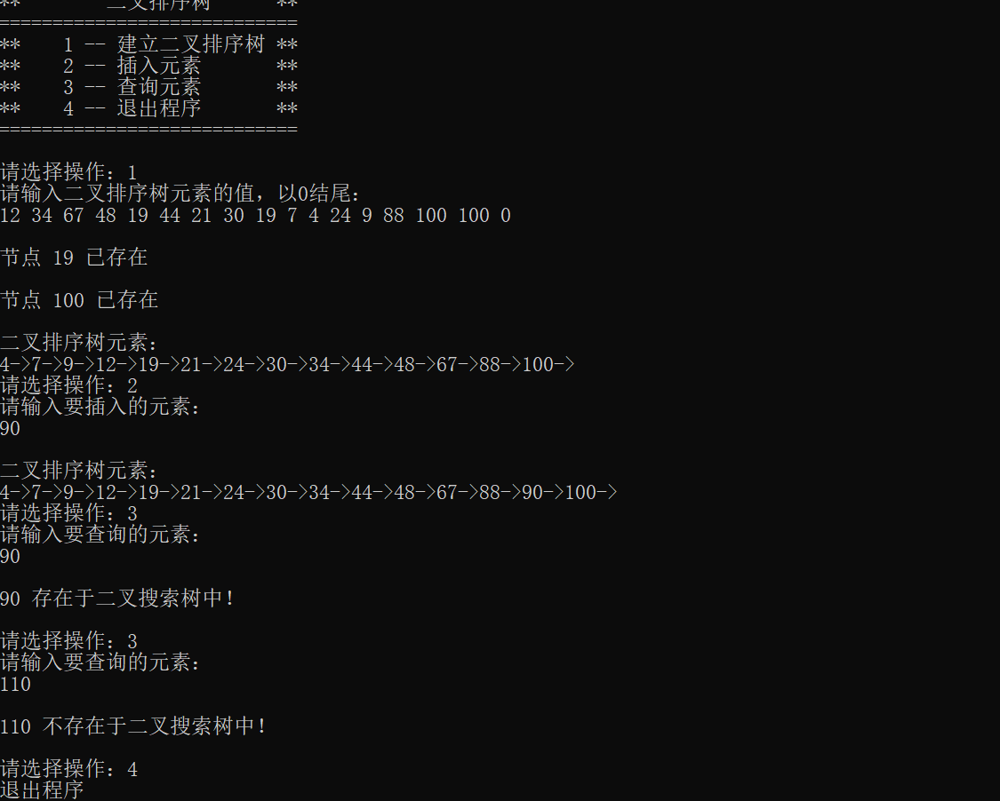 **        二叉排序树      **
============================
**    1 -- 建立二叉排序树 **
**    2 -- 插入元素       **
**    3 -- 查询元素       **
**    4 -- 退出程序       **
============================
请选择操作：1
请输入二叉排序树元素的值，以0结尾：
12 34 67 48 19 44 21 30 19 7 4 24 9 88 100 100 0
节点 19 已存在
节点 100 已存在
二叉排序树元素：
4->7->9->12->19->21->24->30->34->44->48->67->88->100->
请选择操作：2
请输入要插入的元素：
90
二叉排序树元素：
4->7->9->12->19->21->24->30->34->44->48->67->88->90->100->
请选择操作：3
请输入要查询的元素：
90
90 存在于二叉搜索树中！
请选择操作：3
请输入要查询的元素：
110
110 不存在于二叉搜索树中！
请选择操作：4
退出程序